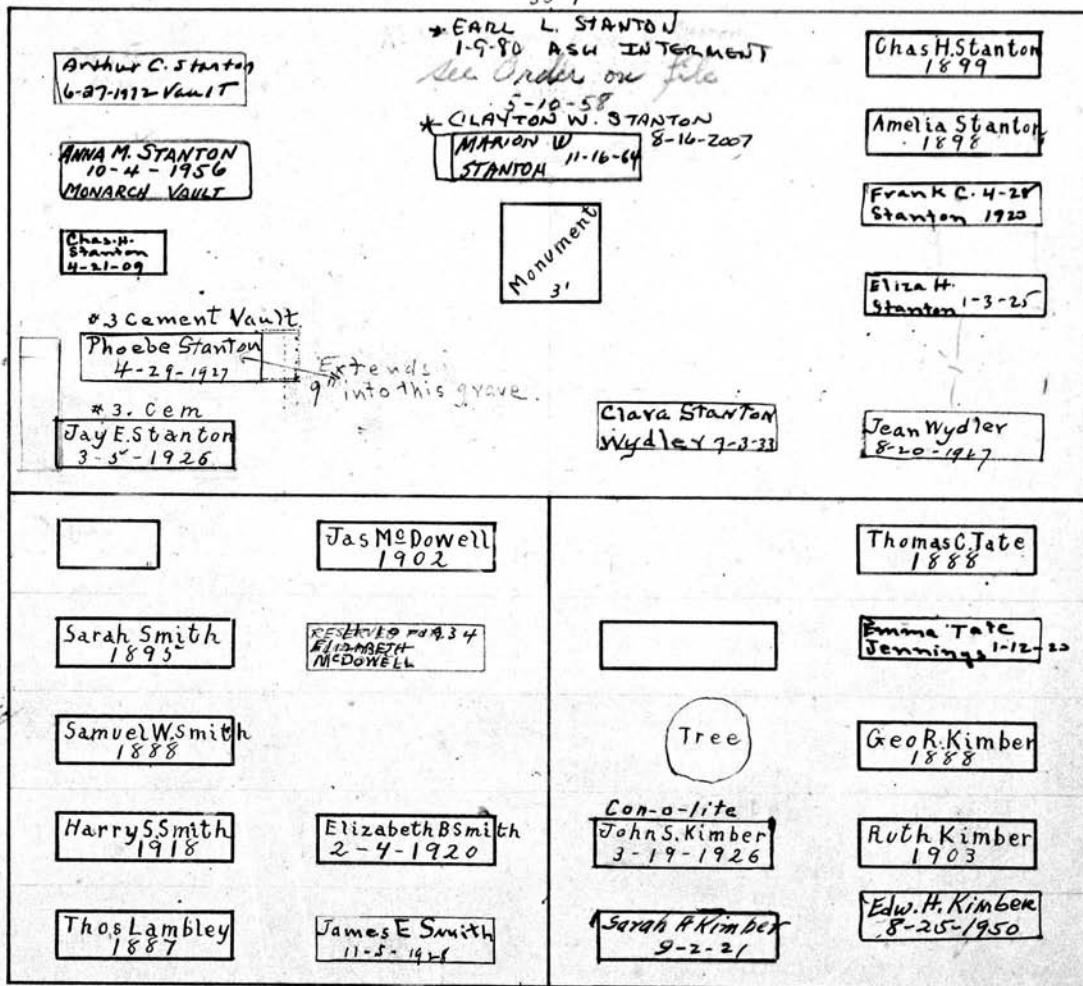 * EARL L. STANTON
1-9-80 ASH INTERMENT
See Order on File
5-10-58
* CLAYTON W. STANTON
8-16-2007
MARION W
STANTON 11-16-64
Arthur C. Stanton
6-27-1972 Vault
ANNA M. STANTON
10-4-1956
MONARCH VAULT
Chas. H.
Stanton
4-21-09
Monument
3'
#3 Cement Vault
Phoebe Stanton
4-29-1927
Extends
9" into this grave.
#3. Cem
Jay E. Stanton
3-5-1926
Chas H. Stanton
1899
Amelia Stanton
1898
Frank C. 4-28
Stanton 1920
Eliza H.
Stanton 1-3-25
Clara Stanton
Wydler 7-3-33
Jean Wydler
8-20-1947
Jas McDowell
1902
Sarah Smith
1895
RESERVED FOR
ELIZABETH
McDOWELL
Samuel W. Smith
1888
Harry S. Smith
1918
Elizabeth B Smith
2-4-1920
Thos Lambley
1887
James E Smith
11-5-1928
Thomas C. Tate
1888
Emma Tate
Jennings 1-12-20
Tree
Geo R. Kimber
1888
Con-o-lite
John S. Kimber
3-19-1926
Ruth Kimber
1903
Sarah A Kimber
9-2-21
Edw. H. Kimber
8-25-1950